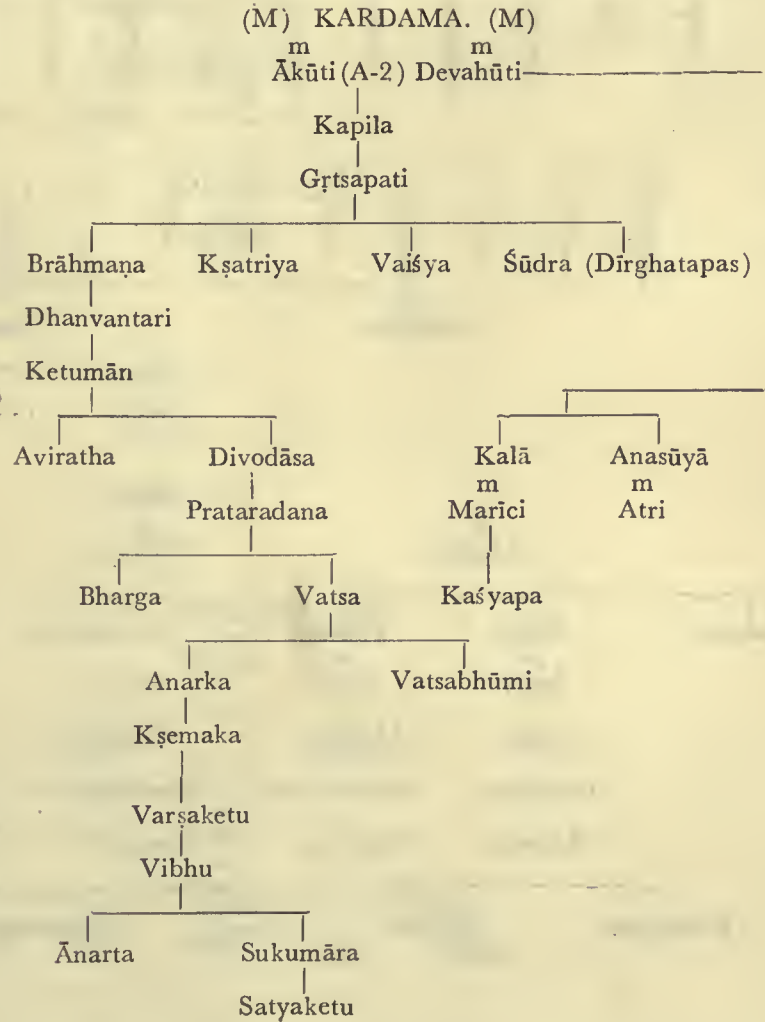 (M) KARDAMA. (M)
m m
Ākūti (A-2) Devahūti
Kapila
Gṛtsapati
Brāhmaṇa Kṣatriya Vaiśya Śūdra (Dīrghatapas)
Dhanvantari
Ketumān
Aviratha Divodāsa Kalā Anasūyā
m m
Prataradana Marīci Atri
Bharga Vatsa Kaśyapa
Anarka Vatsabhūmi
Kṣemaka
Varṣaketu
Vibhu
Ānarta Sukumāra
Satyaketu